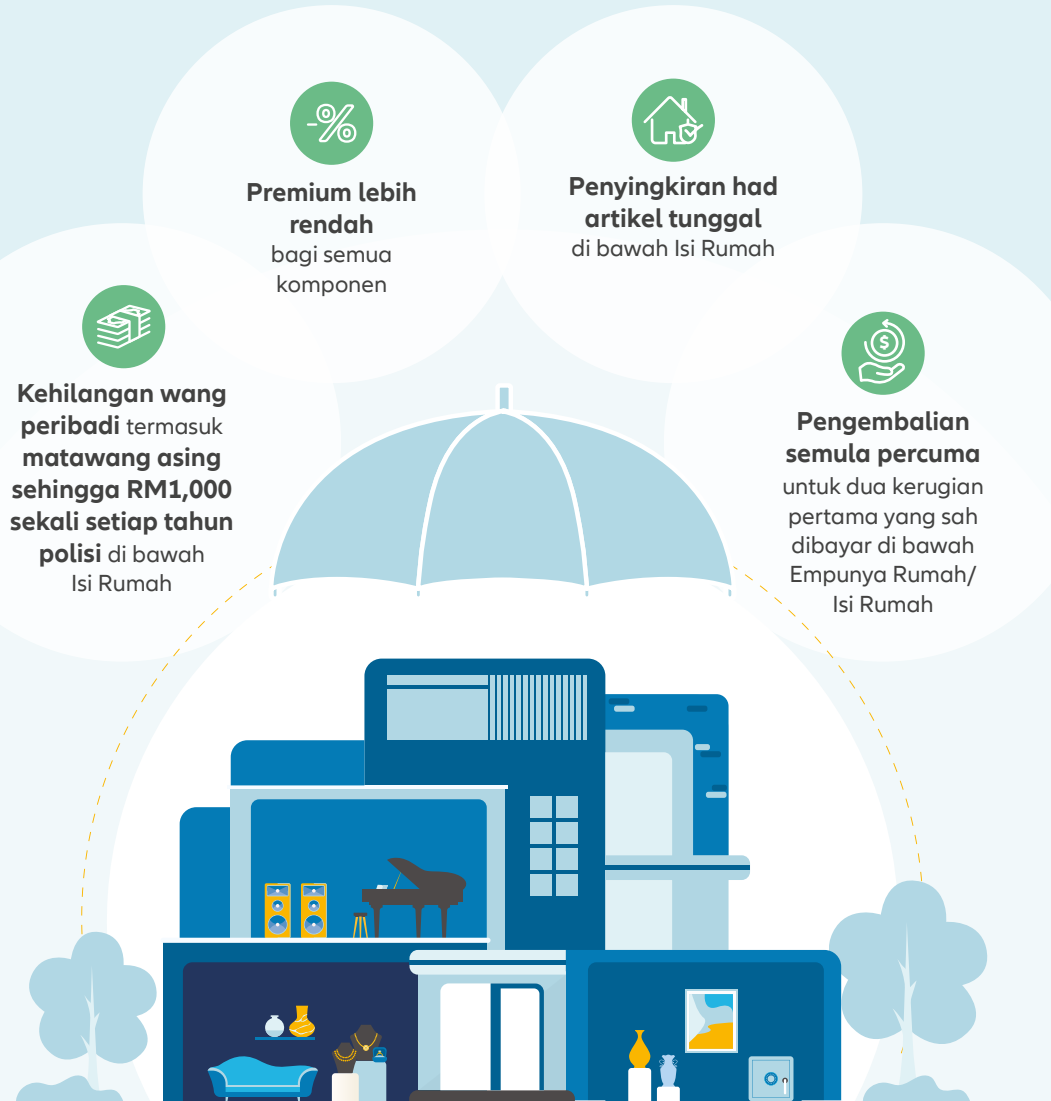 Premium lebih
rendah
bagi semua
komponen
Penyingkiran had
artikel tunggal
di bawah Isi Rumah
Kehilangan wang
peribadi termasuk
matawang asing
sehingga RM1,000
sekali setiap tahun
polisi di bawah
Isi Rumah
Pengembalian
semula percuma
untuk dua kerugian
pertama yang sah
dibayar di bawah
Empunya Rumah/
Isi Rumah